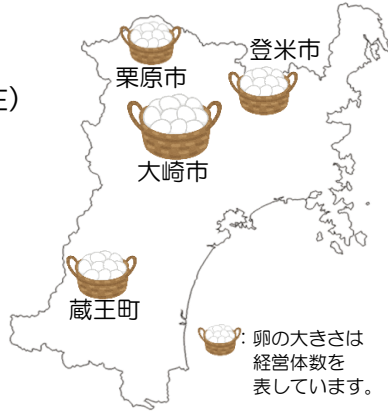 登米市
栗原市
在）
大崎市
蔵王町
：卵の大きさは
経営体数を
表しています。